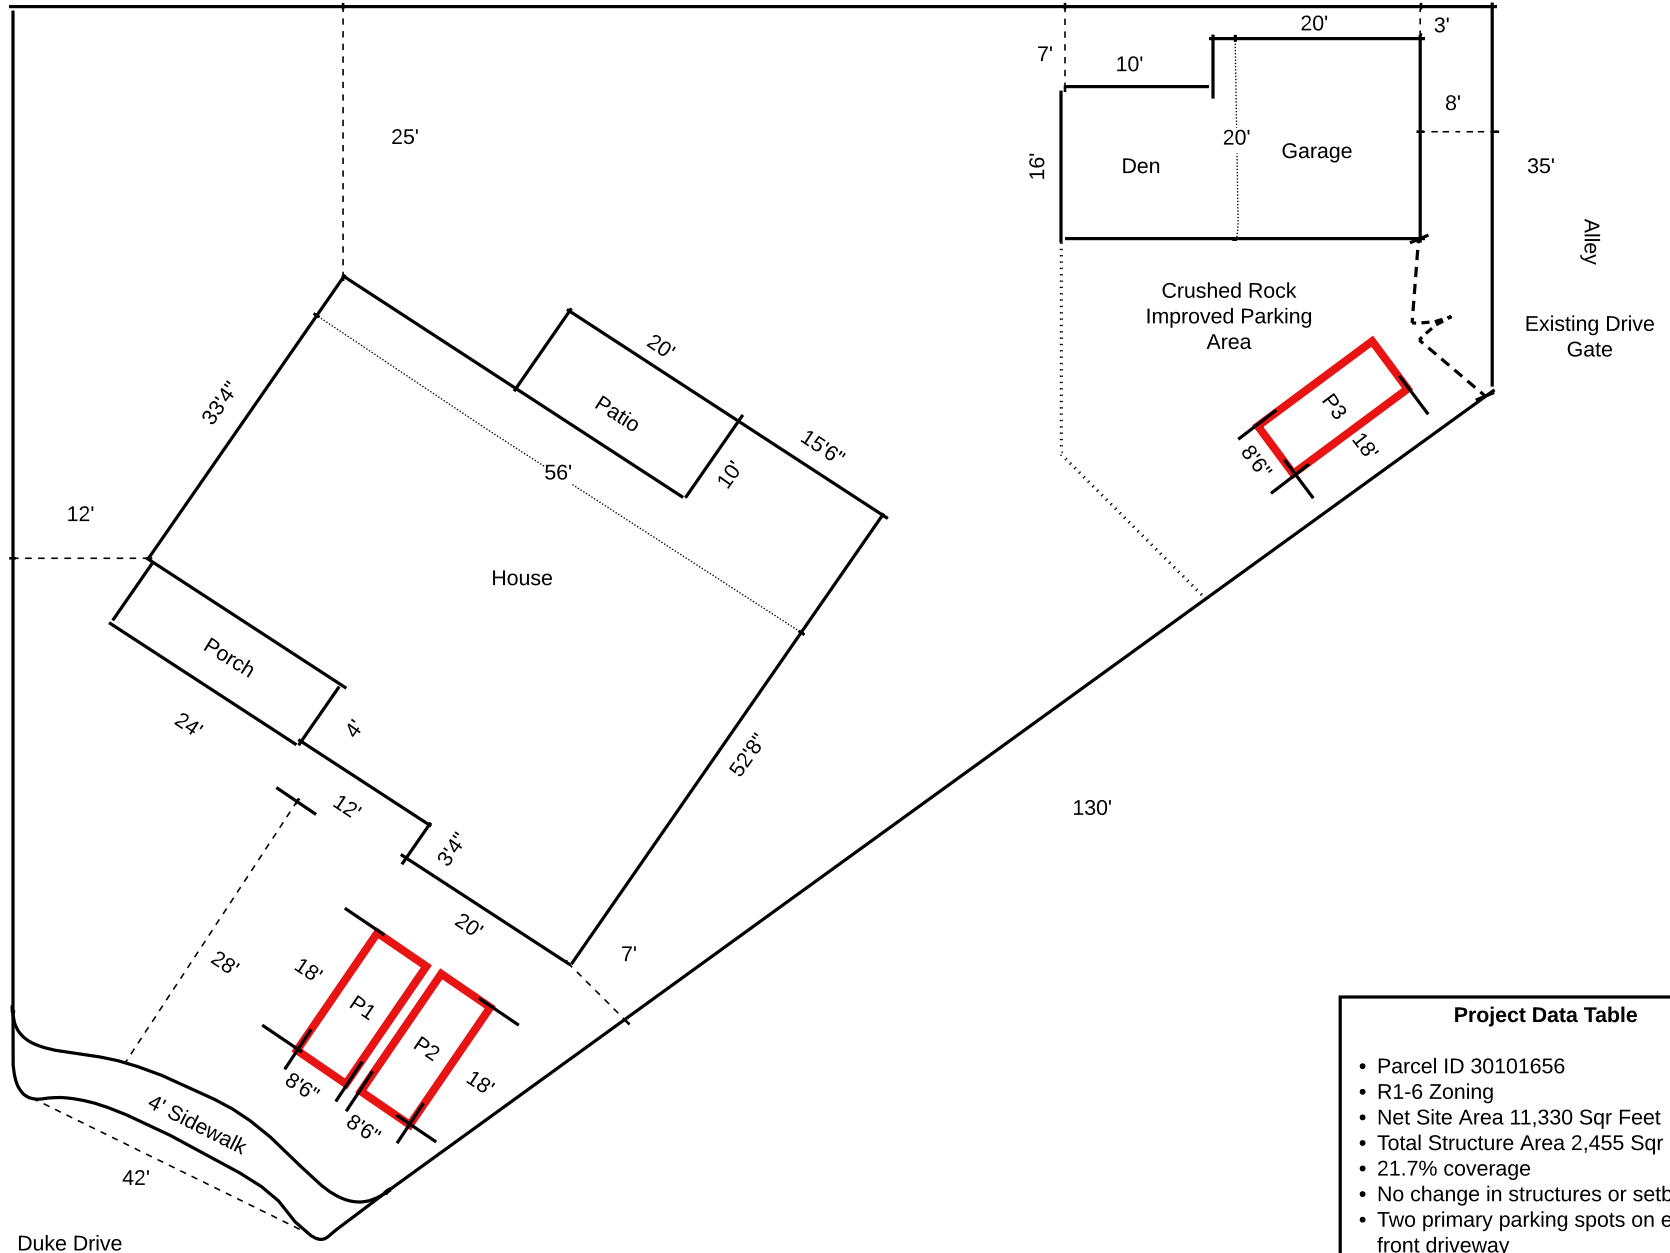 20'
3'
7'
10'
25'
8'
20'
Garage
Den
16'
35'
Alley
Crushed Rock
Improved Parking
Area
Existing Drive
Gate
20'
33'4"
Patio
15'6"
10'
56'
P3
18'
8'6"
12'
House
Porch
24'
4'
52'8"
12'
3'4"
130'
20'
7'
28'
18'
P1
P2
18'
8'6"
8'6"
4' Sidewalk
42'
Duke Drive
Project Data Table
• Parcel ID 30101656
• R1-6 Zoning
• Net Site Area 11,330 Sqr Feet
• Total Structure Area 2,455 Sqr
• 21.7% coverage
• No change in structures or
• Two primary parking spots on
front driveway